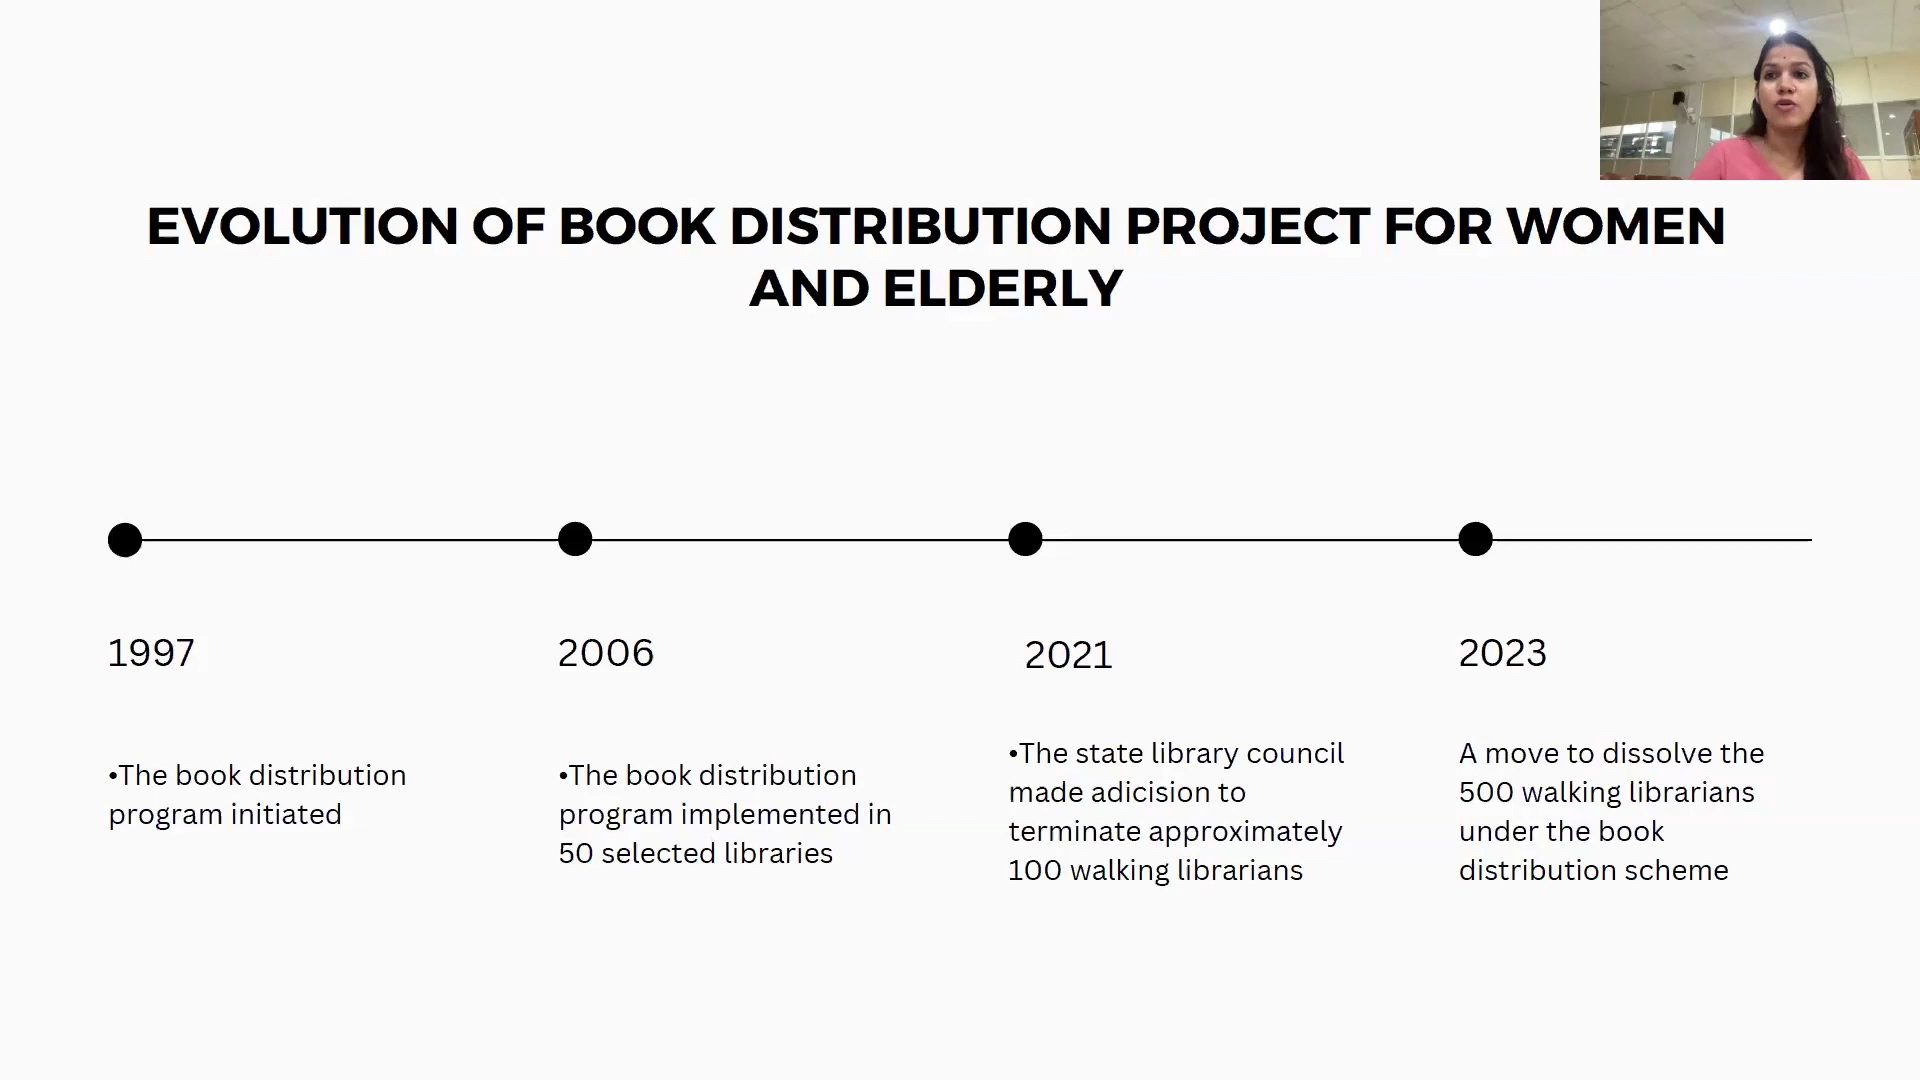 EVOLUTION OF BOOK DISTRIBUTION PROJECT FOR WOMEN
AND ELDERLY
1997
•The book distribution
program initiated
2006
•The book distribution
program implemented in
50 selected libraries
2021
•The state library council
made adicision to
terminate approximately
100 walking librarians
2023
A move to dissolve the
500 walking librarians
under the book
distribution scheme